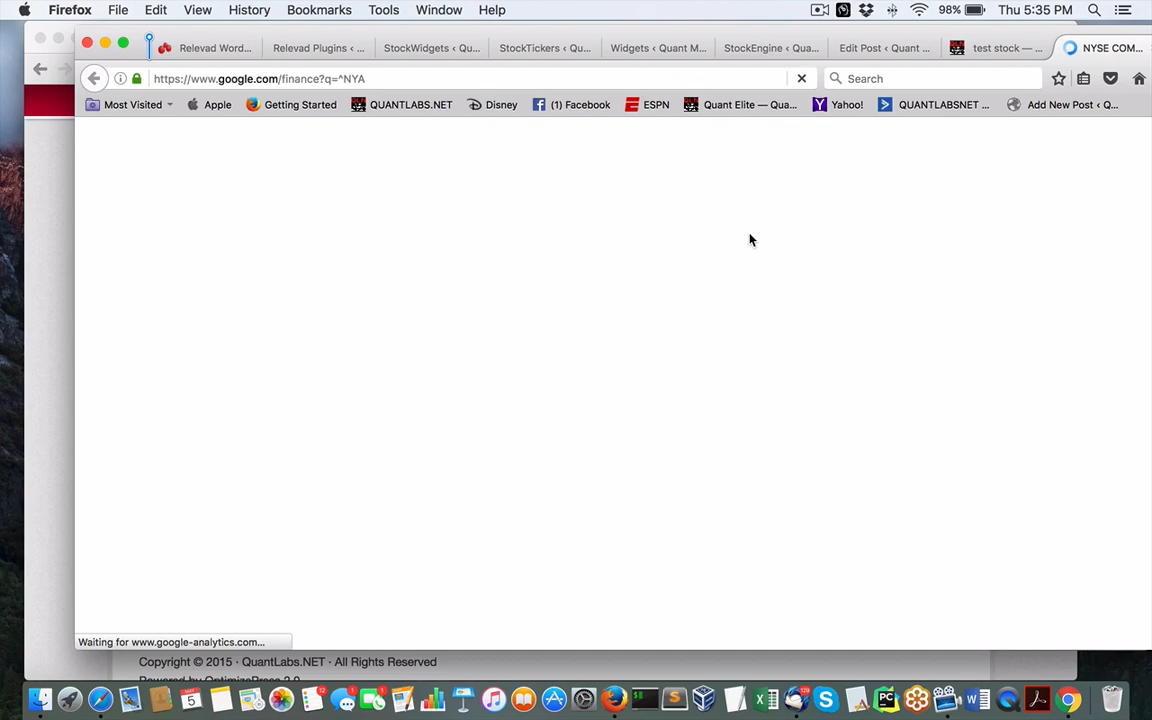 Firefox File Edit View History Bookmarks Tools Window Help 98% Thu 5:35 PM
Relevad Word... Relevad Plugins < ... StockWidgets < Qu... StockTickers < Qu... Widgets < Quant M... StockEngine < Qua... Edit Post < Quant ... test stock — ... NYSE COM...
https://www.google.com/finance?q=^NYA Search
Most Visited Apple Getting Started QUANTLABS.NET Disney (1) Facebook ESPN Quant Elite — Qua... Yahoo! QUANTLABSNET ... Add New Post < Q...
Waiting for www.google-analytics.com...
Copyright © 2015 · QuantLabs.NET · All Rights Reserved